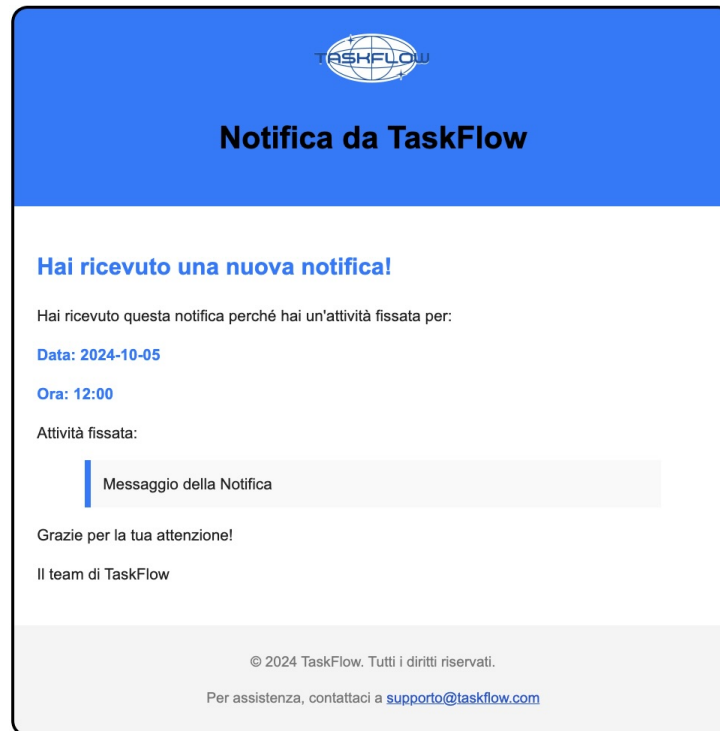 TASKFLOW
Notifica da TaskFlow
Hai ricevuto una nuova notifica!
Hai ricevuto questa notifica perché hai un'attività fissata per:
Data: 2024-10-05
Ora: 12:00
Attività fissata:
Messaggio della Notifica
Grazie per la tua attenzione!
Il team di TaskFlow
© 2024 TaskFlow. Tutti i diritti riservati.
Per assistenza, contattaci a supporto@taskflow.com